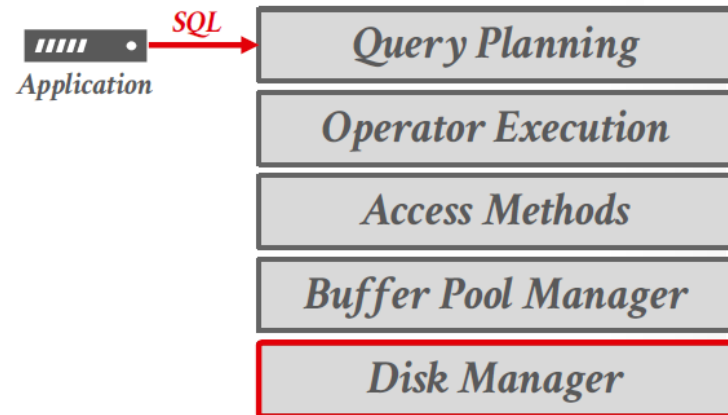 SQL
Application
Query Planning
Operator Execution
Access Methods
Buffer Pool Manager
Disk Manager